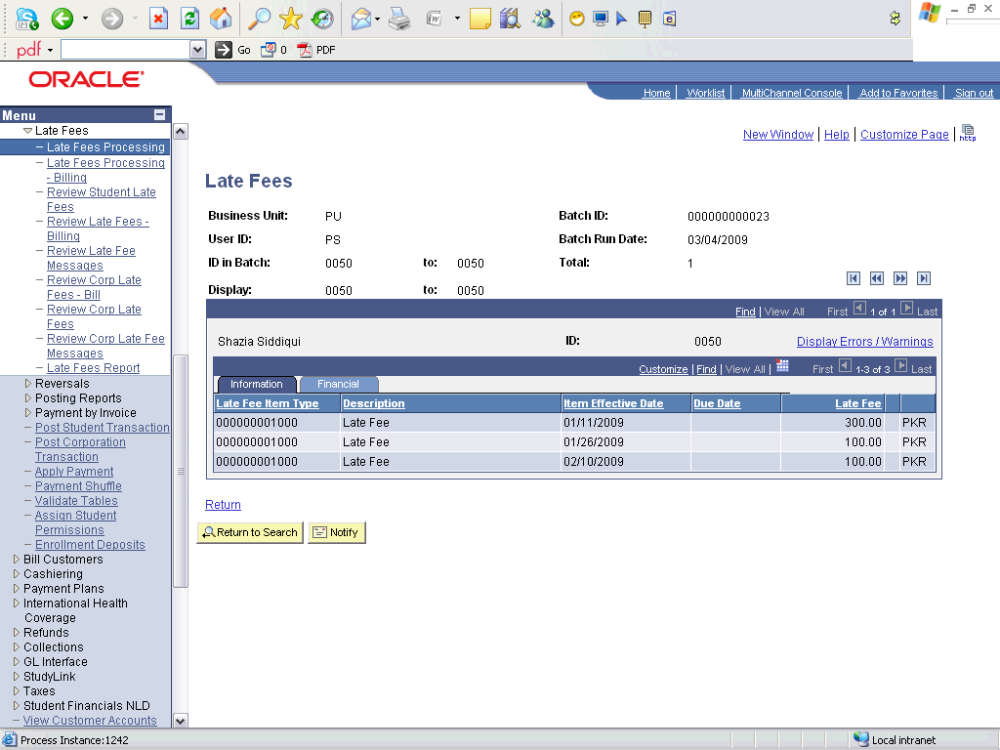 pdf
Go
0
PDF
ORACLE
Home
Worklist
MultiChannel Console
Add to Favorites
Sign out
Menu
Late Fees
Late Fees Processing
Late Fees Processing
- Billing
Review Student Late
Fees
Review Late Fees -
Billing
Review Late Fee
Messages
Review Corp Late
Fees - Bill
Review Corp Late
Fees
Review Corp Late Fee
Messages
Late Fees Report
Reversals
Posting Reports
Payment by Invoice
Post Student Transaction
Post Corporation
Transaction
Apply Payment
Payment Shuffle
Validate Tables
Assign Student
Permissions
Enrollment Deposits
Bill Customers
Cashiering
Payment Plans
International Health
Coverage
Refunds
Collections
GL Interface
StudyLink
Taxes
Student Financials NLD
View Customer Accounts
New Window | Help | Customize Page |
http
Late Fees
Business Unit: PU Batch ID: 000000000023
User ID: PS Batch Run Date: 03/04/2009
ID in Batch: 0050 to: 0050 Total: 1
Display: 0050 to: 0050
Find | View All First 1 of 1 Last
Shazia Siddiqui ID: 0050 Display Errors / Warnings
Customize | Find | View All | First 1-3 of 3 Last
Information Financial
Late Fee Item Type Description Item Effective Date Due Date Late Fee
000000001000 Late Fee 01/11/2009 300.00 PKR
000000001000 Late Fee 01/26/2009 100.00 PKR
000000001000 Late Fee 02/10/2009 100.00 PKR
Return
Return to Search Notify
Process Instance:1242
Local intranet